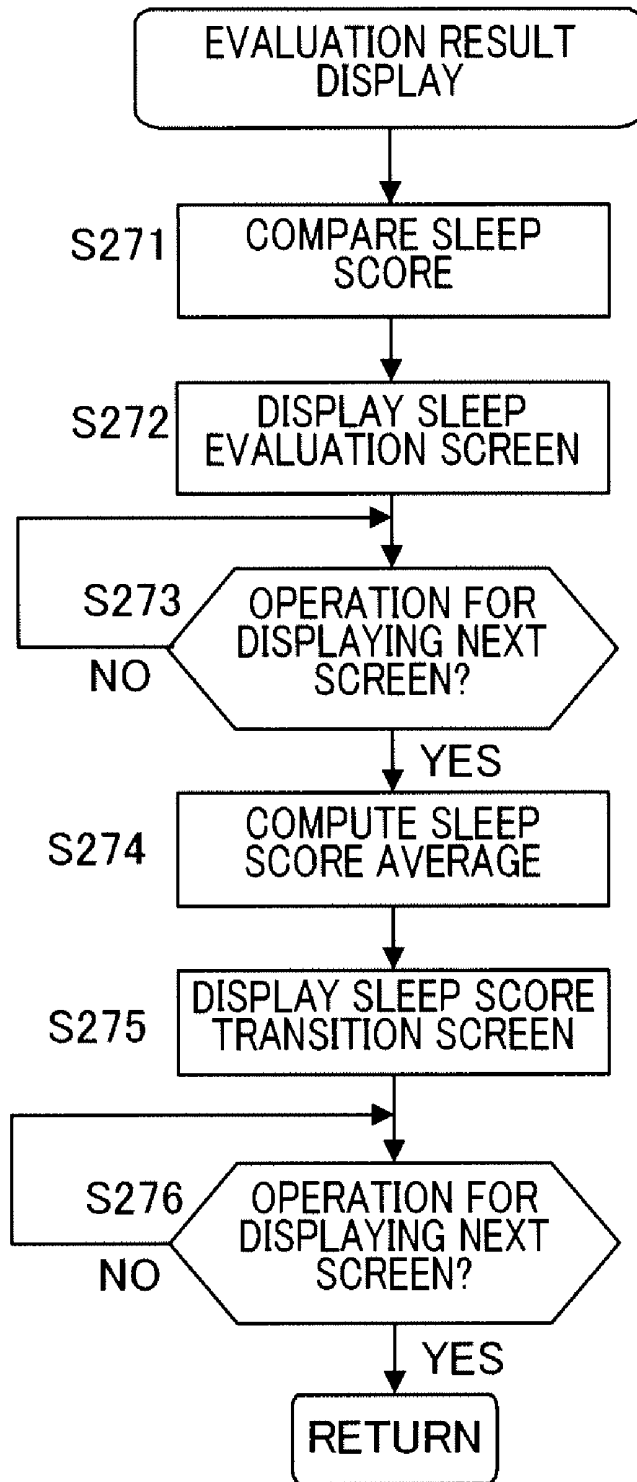 EVALUATION RESULT
DISPLAY
S271
COMPARE SLEEP
SCORE
S272
DISPLAY SLEEP
EVALUATION SCREEN
S273
OPERATION FOR
DISPLAYING NEXT
SCREEN?
NO
YES
S274
COMPUTE SLEEP
SCORE AVERAGE
S275
DISPLAY SLEEP SCORE
TRANSITION SCREEN
S276
OPERATION FOR
DISPLAYING NEXT
SCREEN?
NO
YES
RETURN